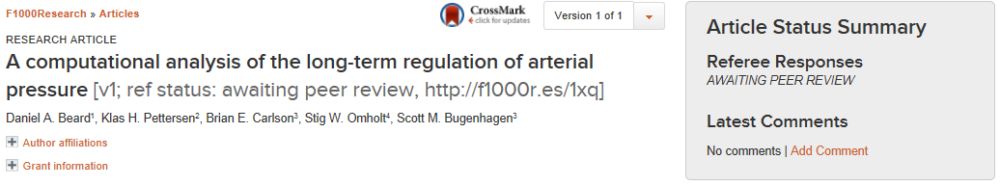 F1000Research » Articles
CrossMark
click for updates
Version 1 of 1
RESEARCH ARTICLE
A computational analysis of the long-term regulation of arterial
pressure [v1; ref status: awaiting peer review, http://f1000r.es/1xq]
Daniel A. Beard¹, Klas H. Pettersen², Brian E. Carlson³, Stig W. Omholt⁴, Scott M. Bugenhagen³
Author affiliations
Grant information
Article Status Summary
Referee Responses
AWAITING PEER REVIEW
Latest Comments
No comments | Add Comment